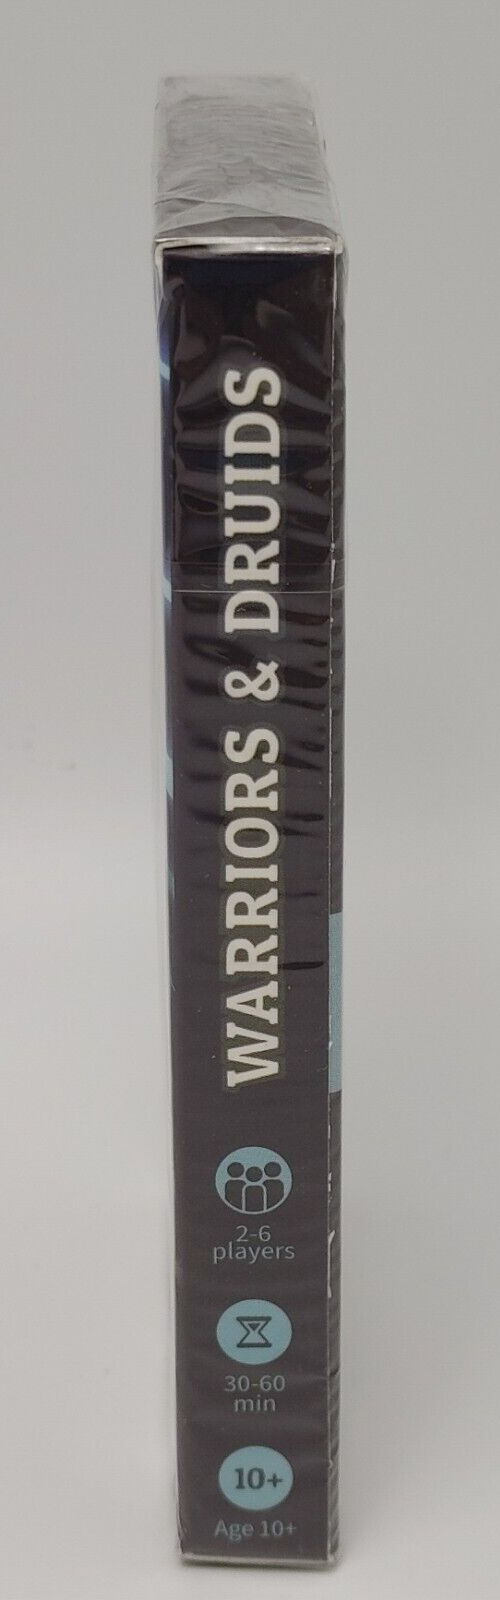 WARRIORS & DRUIDS
2-6
players
30-60
min
10+
Age 10+